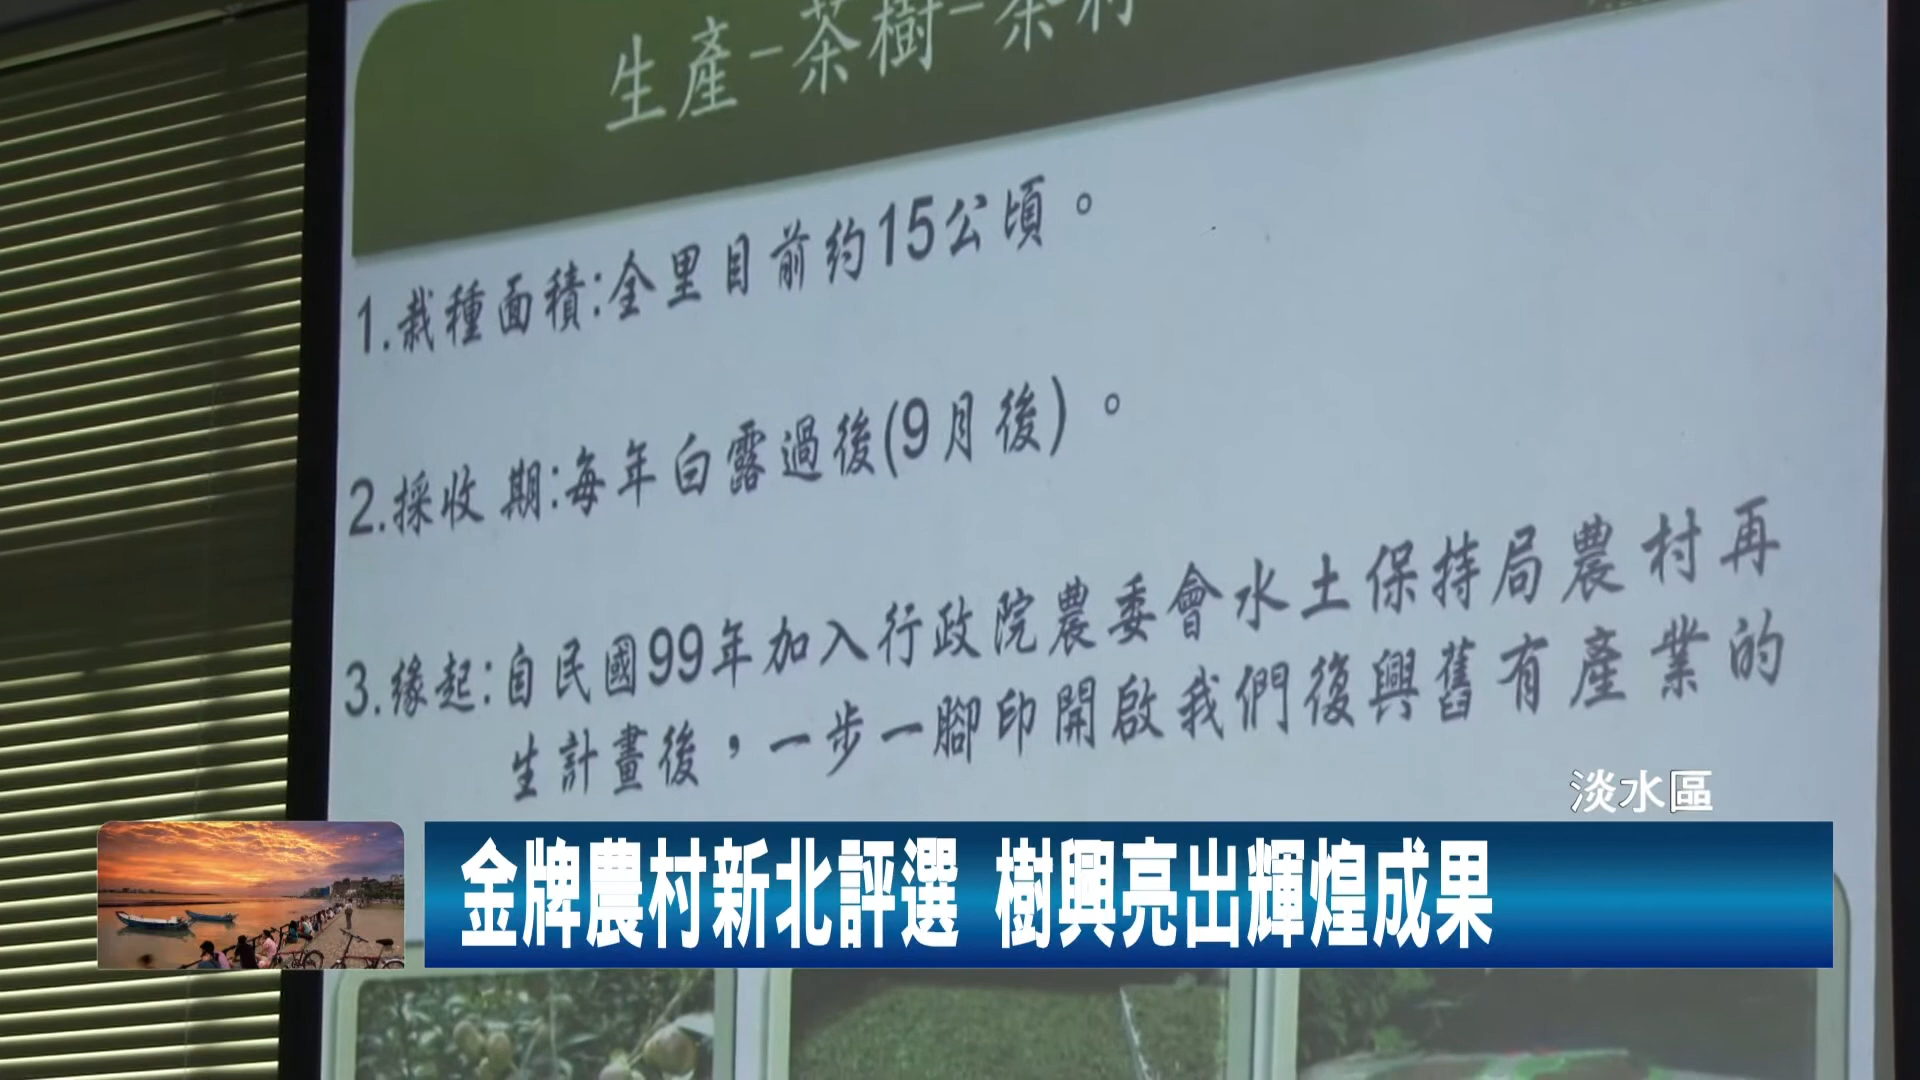 生產-茶樹-茶籽
1.栽種面積:全里目前約15公頃。
2.採收期:每年白露過後(9月後)。
3.緣起:自民國99年加入行政院農委會水土保持局農村再
生計畫後，一步一腳印開啟我們復興舊有產業的
淡水區
金牌農村新北評選 樹興亮出輝煌成果